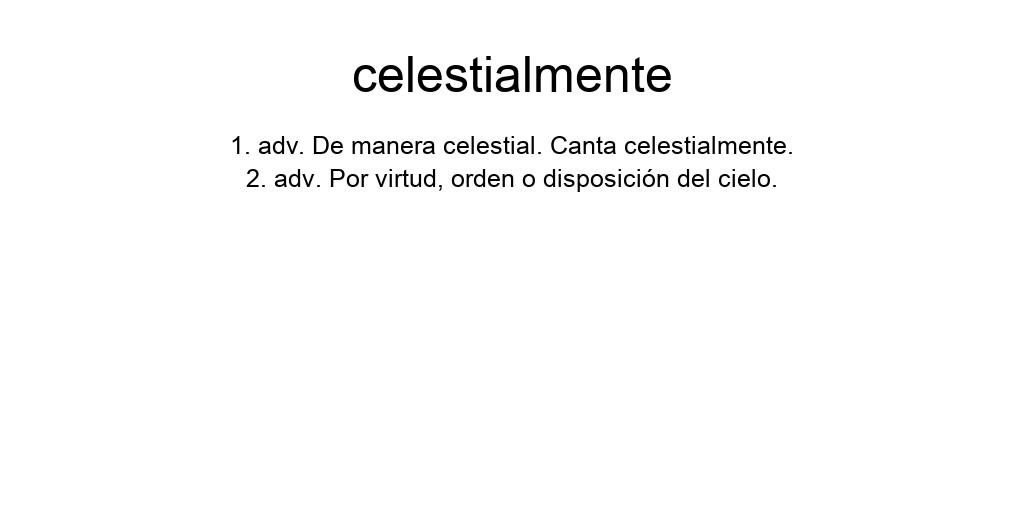 celestialmente
1. adv. De manera celestial. Canta celestialmente.
2. adv. Por virtud, orden o disposición del cielo.